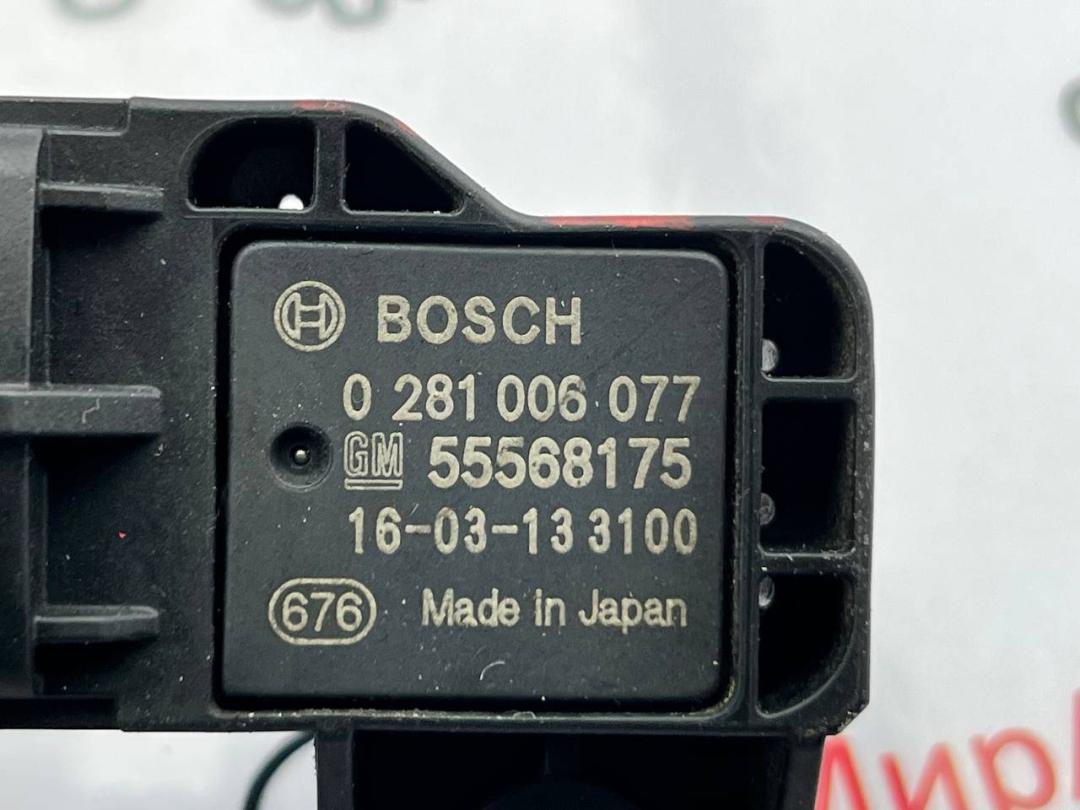 BOSCH
0 281 006 077
GM 55568175
16-03-13 3100
676 Made in Japan